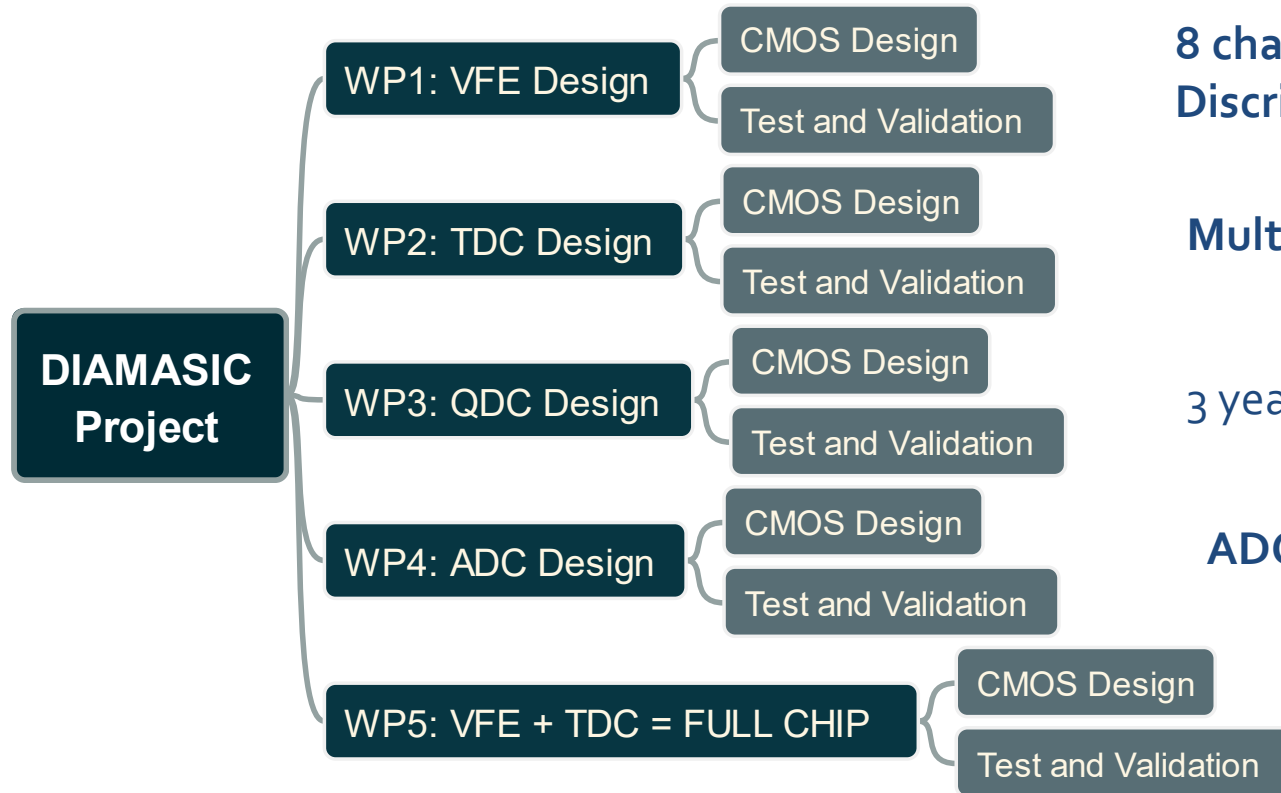 DIAMASIC
Project
WP1: VFE Design
CMOS Design
Test and Validation
WP2: TDC Design
CMOS Design
Test and Validation
WP3: QDC Design
CMOS Design
Test and Validation
WP4: ADC Design
CMOS Design
Test and Validation
WP5: VFE + TDC = FULL CHIP
CMOS Design
Test and Validation
8
3